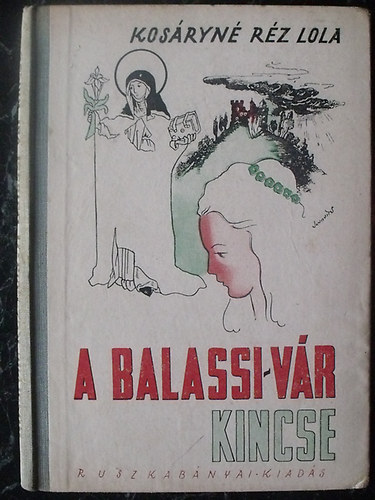 KOSÁRYNÉ RÉZ LOLA
A BALASSI-VÁR
KINCSE
RUSZKABÁNYAI-KIADÁS